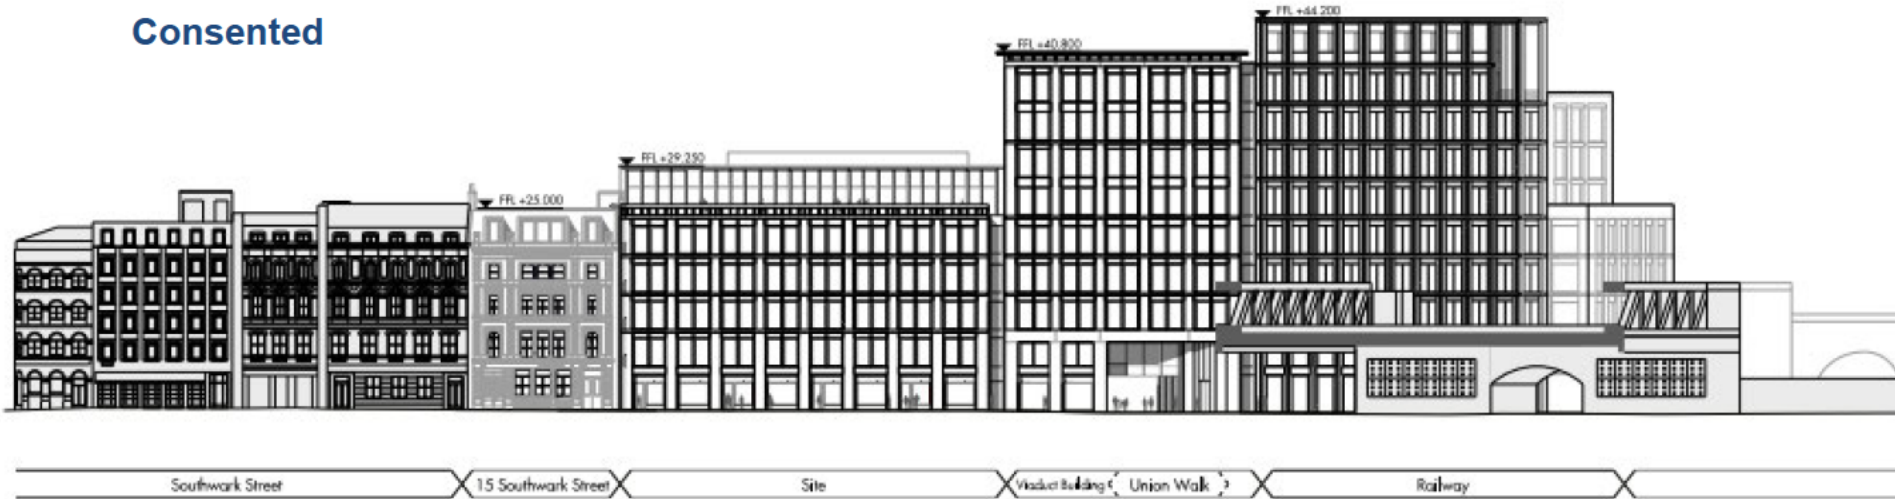 Consented
FFL +44.200
FFL +40.800
FFL +29.250
FFL +25.000
Southwark Street
15 Southwark Street
Site
Viaduct Building
Union Walk
Railway